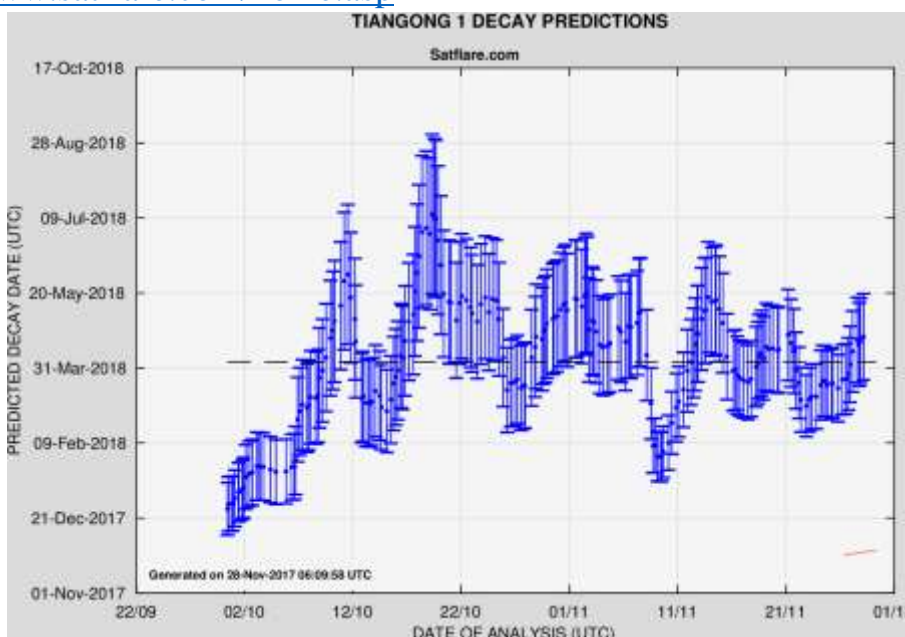 TIANGONG 1 DECAY PREDICTIONS
Satflare.com
17-Oct-2018
28-Aug-2018
09-Jul-2018
20-May-2018
31-Mar-2018
09-Feb-2018
21-Dec-2017
01-Nov-2017
PREDICTED DECAY DATE (UTC)
Generated on 28-Nov-2017 06:09:58 UTC
22/09 02/10 12/10 22/10 01/11 11/11 21/11 01/1
DATE OF ANALYSIS (UTC)